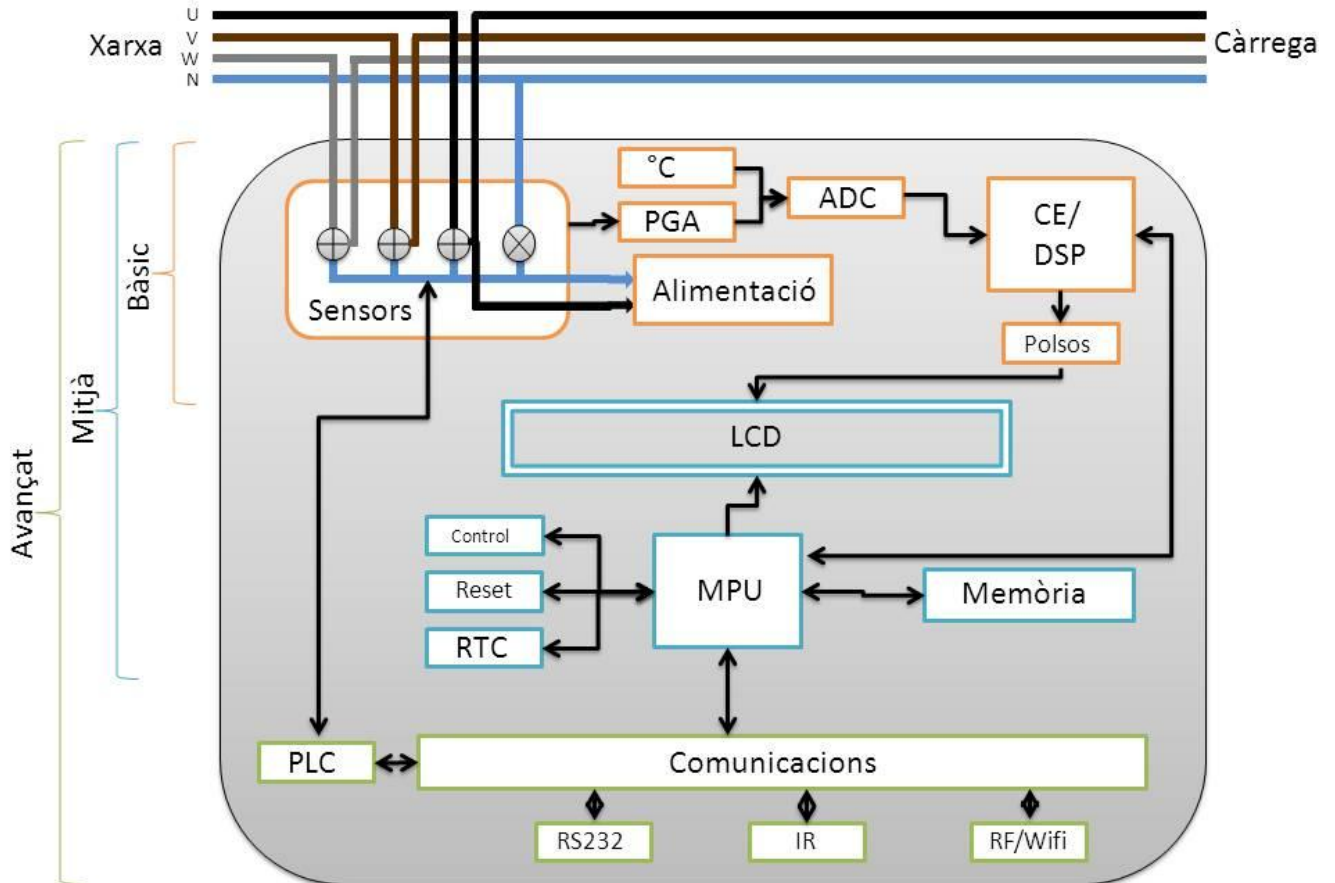 U
V
W
N
Xarxa
Càrrega
Bàsic
Mitjà
Avançat
°C
PGA
ADC
CE/
DSP
Sensors
Alimentació
Polsos
LCD
Control
Reset
RTC
MPU
Memòria
PLC
Comunicacions
RS232
IR
RF/Wifi